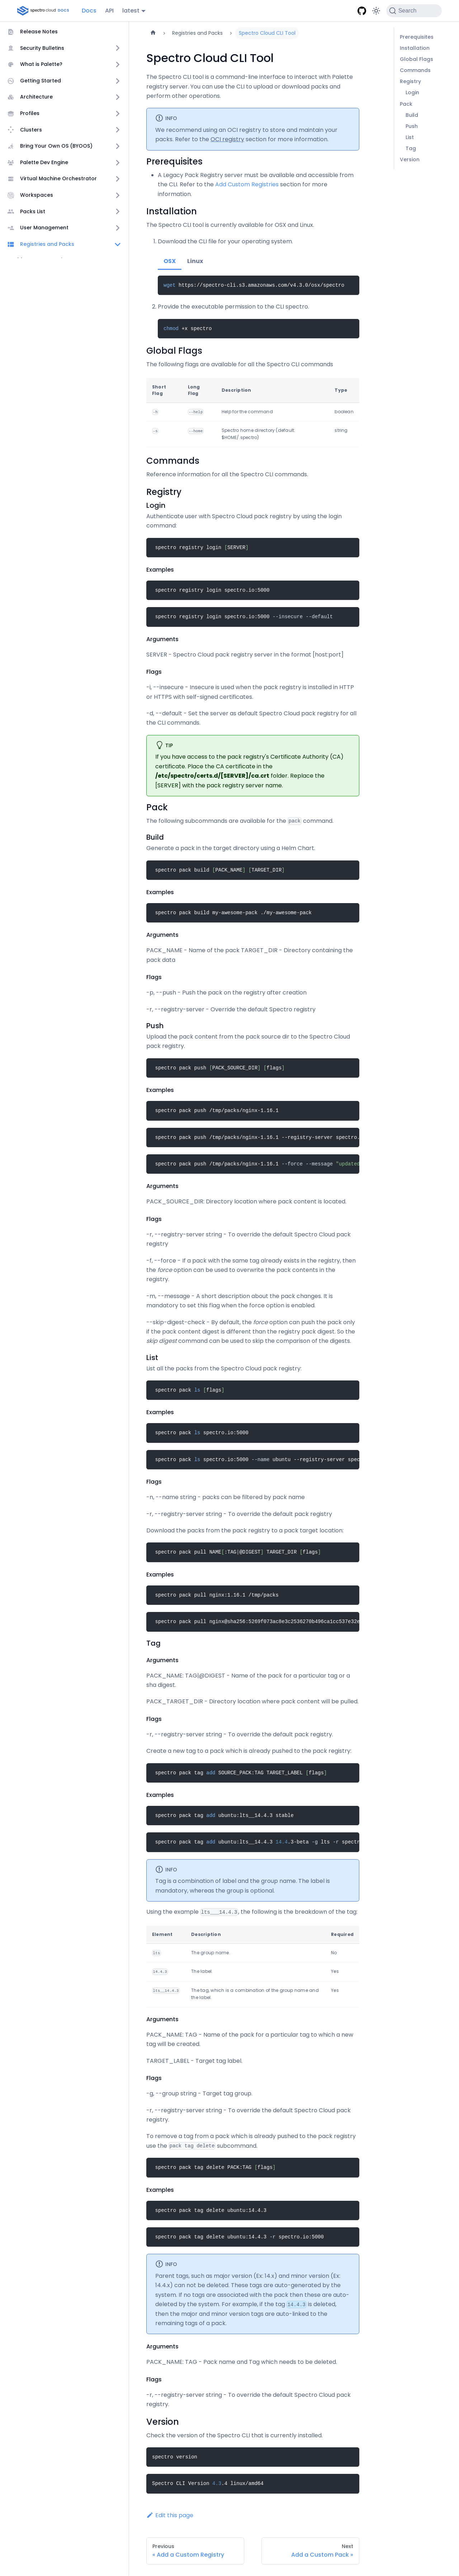 spectrocloud DOCS
Docs
API
latest
Search
Release Notes
Security Bulletins
What is Palette?
Getting Started
Architecture
Profiles
Clusters
Bring Your Own OS (BYOOS)
Palette Dev Engine
Virtual Machine Orchestrator
Workspaces
Packs List
User Management
Registries and Packs
Registries and Packs
Spectro Cloud CLI Tool
Prerequisites
Installation
Global Flags
Commands
Registry
Login
Pack
Build
Push
List
Tag
Version
Spectro Cloud CLI Tool
The Spectro CLI tool is a command-line interface to interact with Palette
registry server. You can use the CLI to upload or download packs and
perform other operations.
INFO
We recommend using an OCI registry to store and maintain your
packs. Refer to the OCI registry section for more information.
Prerequisites
• A Legacy Pack Registry server must be available and accessible from
the CLI. Refer to the Add Custom Registries section for more
information.
Installation
The Spectro CLI tool is currently available for OSX and Linux.
1. Download the CLI file for your operating system.
OSX
Linux
wget https://spectro-cli.s3.amazonaws.com/v4.3.0/osx/spectro
2. Provide the executable permission to the CLI spectro.
chmod +x spectro
Global Flags
The following flags are available for all the Spectro CLI commands
Short Flag
Long Flag
Description
Type
-h
--help
Help for the command
boolean
Spectro home directory (default
$HOME/.spectro)
string
Commands
Reference information for all the Spectro CLI commands.
Registry
Login
Authenticate user with Spectro Cloud pack registry by using the login
command:
spectro registry login [SERVER]
Examples
spectro registry login spectro.io:5000
spectro registry login spectro.io:5000 --insecure --default
Arguments
SERVER - Spectro Cloud pack registry server in the format [host:port]
Flags
-i, --insecure - Insecure is used when the pack registry is installed in HTTP
or HTTPS with self-signed certificates.
-d, --default - Set the server as default Spectro Cloud pack registry for all
the CLI commands.
TIP
If you have access to the pack registry's Certificate Authority (CA)
certificate. Place the CA certificate in the
/etc/spectro/certs.d/[SERVER]/ca.crt folder. Replace the
[SERVER] with the pack registry server name.
Pack
The following subcommands are available for the pack command.
Build
Generate a pack in the target directory using a Helm Chart.
spectro pack build [PACK_NAME] [TARGET_DIR]
Examples
spectro pack build my-awesome-pack ./my-awesome-pack
Arguments
PACK_NAME - Name of the pack TARGET_DIR - Directory containing the
pack data
Flags
-p, --push - Push the pack on the registry after creation
-r, --registry-server - Override the default Spectro registry
Push
Upload the pack content from the pack source dir to the Spectro Cloud
pack registry.
spectro pack push [PACK_SOURCE_DIR] [flags]
Examples
spectro pack push /tmp/packs/nginx-1.16.1
spectro pack push /tmp/packs/nginx-1.16.1 --registry-server spectro.
spectro pack push /tmp/packs/nginx-1.16.1 --force --message "updated
Arguments
PACK_SOURCE_DIR: Directory location where pack content is located.
Flags
-r, --registry-server string - To override the default Spectro Cloud pack
registry
-f, --force - If a pack with the same tag already exists in the registry, then
the force option can be used to overwrite the pack contents in the
registry.
-m, --message - A short description about the pack changes. It is
mandatory to set this flag when the force option is enabled.
--skip-digest-check - By default, the force option can push the pack only
if the pack content digest is different than the registry pack digest. So the
skip digest command can be used to skip the comparison of the digests.
List
List all the packs from the Spectro Cloud pack registry:
spectro pack ls [flags]
Examples
spectro pack ls spectro.io:5000
spectro pack ls spectro.io:5000 --name ubuntu --registry-server spec
Flags
-n, --name string - packs can be filtered by pack name
-r, --registry-server string - To override the default pack registry
Download the packs from the pack registry to a pack target location:
spectro pack pull NAME[:TAG|@DIGEST] TARGET_DIR [flags]
Examples
spectro pack pull nginx:1.16.1 /tmp/packs
Tag
Arguments
PACK_NAME: TAG|@DIGEST - Name of the pack for a particular tag or a
sha digest.
PACK_TARGET_DIR - Directory location where pack content will be pulled.
Flags
-r, --registry-server string - To override the default pack registry.
Create a new tag to a pack which is already pushed to the pack registry:
spectro pack tag add SOURCE_PACK:TAG TARGET_LABEL [flags]
Examples
spectro pack tag add ubuntu:lts__14.4.3 stable
spectro pack tag add ubuntu:lts__14.4.3 14.4.3-beta -g lts -r spectr
INFO
Tag is a combination of label and the group name. The label is
mandatory, whereas the group is optional.
Using the example lts__14.4.3, the following is the breakdown of the tag:
Element
Description
Required
lts
The group name
No
14.4.3
The label
Yes
lts__14.4.3
The tag, which is a combination of the group name and
the label
Yes
Arguments
PACK_NAME: TAG - Name of the pack for a particular tag to which a new
tag will be created.
TARGET_LABEL - Target tag label.
Flags
-g, --group string - Target tag group.
-r, --registry-server string - To override the default Spectro Cloud pack
registry.
To remove a tag from a pack which is already pushed to the pack registry
use the pack tag delete subcommand.
spectro pack tag delete PACK:TAG [flags]
Examples
spectro pack tag delete ubuntu:14.4.3
spectro pack tag delete ubuntu:14.4.3 -r spectro.io:5000
INFO
Parent tags, such as major version (Ex: 14.x) and minor version (Ex:
14.4.x) can not be deleted. These tags are auto-generated by the
system. If no tags are associated with the pack then these are auto-
deleted by the system. For example, if the tag 14.4.3 is deleted,
then the major and minor version tags are auto-linked to the
remaining tags of a pack.
Arguments
PACK_NAME: TAG - Pack name and Tag which needs to be deleted.
Flags
-r, --registry-server string - To override the default Spectro Cloud pack
registry.
Version
Check the version of the Spectro CLI that is currently installed.
spectro version
Spectro CLI Version 4.3.4 linux/amd64
Edit this page
Previous
« Add a Custom Registry
Next
Add a Custom Pack »